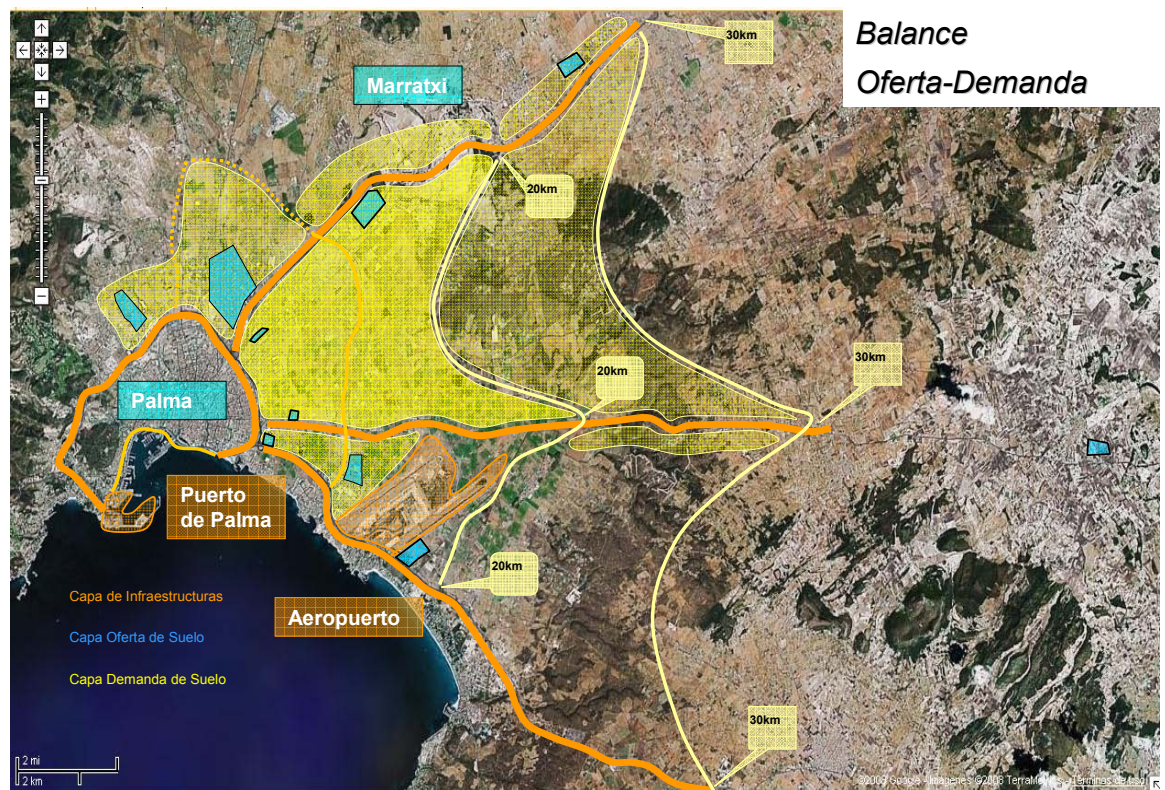 Balance
Oferta-Demanda
30km
Marratxi
20km
30km
20km
Palma
Puerto
de Palma
20km
Capa de Infraestructuras
Aeropuerto
Capa Oferta de Suelo
Capa Demanda de Suelo
30km
2 mi
2 km
©2008 Google - Imágenes ©2008 TerraMetrics - Términos de uso